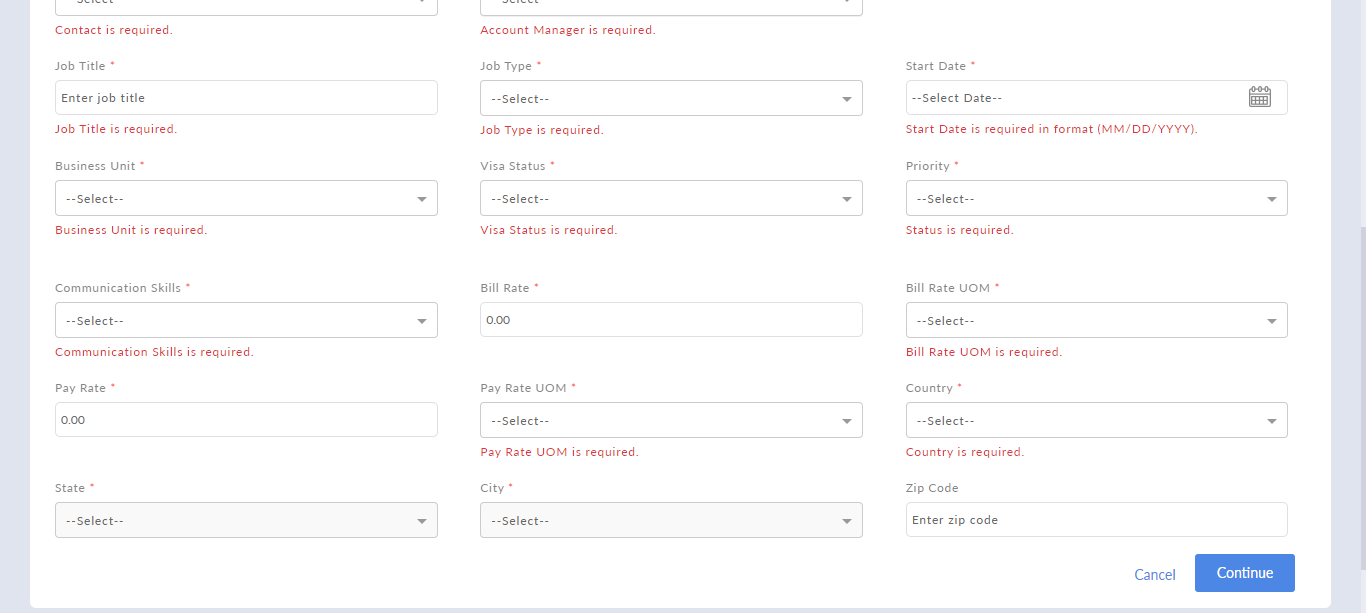 Contact is required.
Account Manager is required.
Job Title *
Job Type *
Start Date *
Enter job title
--Select--
--Select Date--
Job Title is required.
Job Type is required.
Start Date is required in format (MM/DD/YYYY).
Business Unit *
Visa Status *
Priority *
--Select--
--Select--
--Select--
Business Unit is required.
Visa Status is required.
Status is required.
Communication Skills *
Bill Rate *
Bill Rate UOM *
--Select--
0.00
--Select--
Communication Skills is required.
Bill Rate UOM is required.
Pay Rate *
Pay Rate UOM *
Country *
0.00
--Select--
--Select--
Pay Rate UOM is required.
Country is required.
State *
City *
Zip Code
--Select--
--Select--
Enter zip code
Cancel
Continue